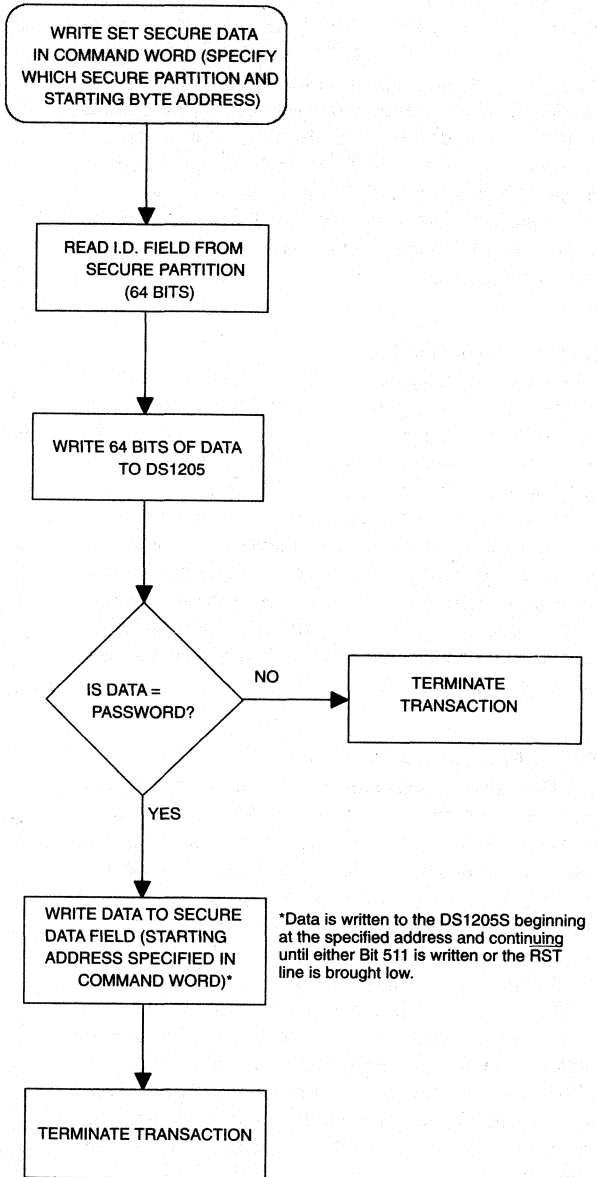 WRITE SET SECURE DATA
IN COMMAND WORD (SPECIFY
WHICH SECURE PARTITION AND
STARTING BYTE ADDRESS)
READ I.D. FIELD FROM
SECURE PARTITION
(64 BITS)
WRITE 64 BITS OF DATA
TO DS1205
IS DATA =
PASSWORD?
NO
TERMINATE
TRANSACTION
YES
WRITE DATA TO SECURE
DATA FIELD (STARTING
ADDRESS SPECIFIED IN
COMMAND WORD)*
*Data is written to the DS1205S beginning
at the specified address and continuing
until either Bit 511 is written or the R̅S̅T̅
line is brought low.
TERMINATE TRANSACTION